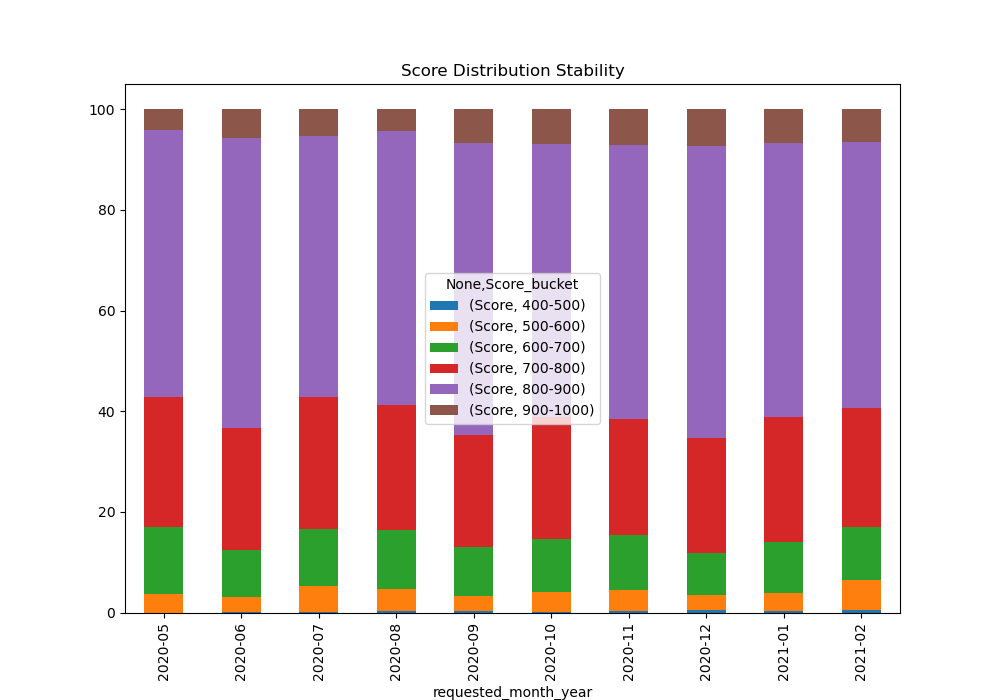 Score Distribution Stability
100
80
60
40
20
0
None,Score_bucket
(Score, 400-500)
(Score, 500-600)
(Score, 600-700)
(Score, 700-800)
(Score, 800-900)
(Score, 900-1000)
2020-05
2020-06
2020-07
2020-08
2020-09
2020-10
2020-11
2020-12
2021-01
2021-02
requested_month_year